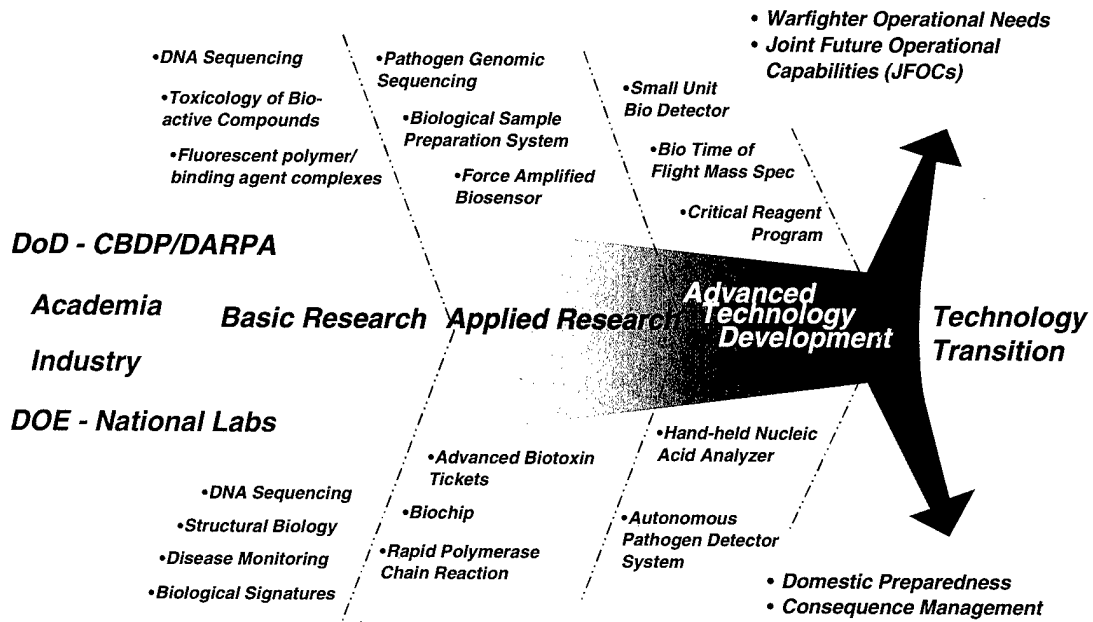 • Warfighter Operational Needs
• Joint Future Operational
Capabilities (JFOCs)
•DNA Sequencing
•Toxicology of Bio-
active Compounds
•Fluorescent polymer/
binding agent complexes
•Pathogen Genomic
Sequencing
•Biological Sample
Preparation System
•Force Amplified
Biosensor
•Small Unit
Bio Detector
•Bio Time of
Flight Mass Spec
•Critical Reagent
Program
DoD - CBDP/DARPA
Academia
Industry
DOE - National Labs
Basic Research
Applied Research
Advanced
Technology
Development
Technology
Transition
•DNA Sequencing
•Structural Biology
•Disease Monitoring
•Biological Signatures
•Advanced Biotoxin
Tickets
•Biochip
•Rapid Polymerase
Chain Reaction
•Hand-held Nucleic
Acid Analyzer
•Autonomous
Pathogen Detector
System
• Domestic Preparedness
• Consequence Management